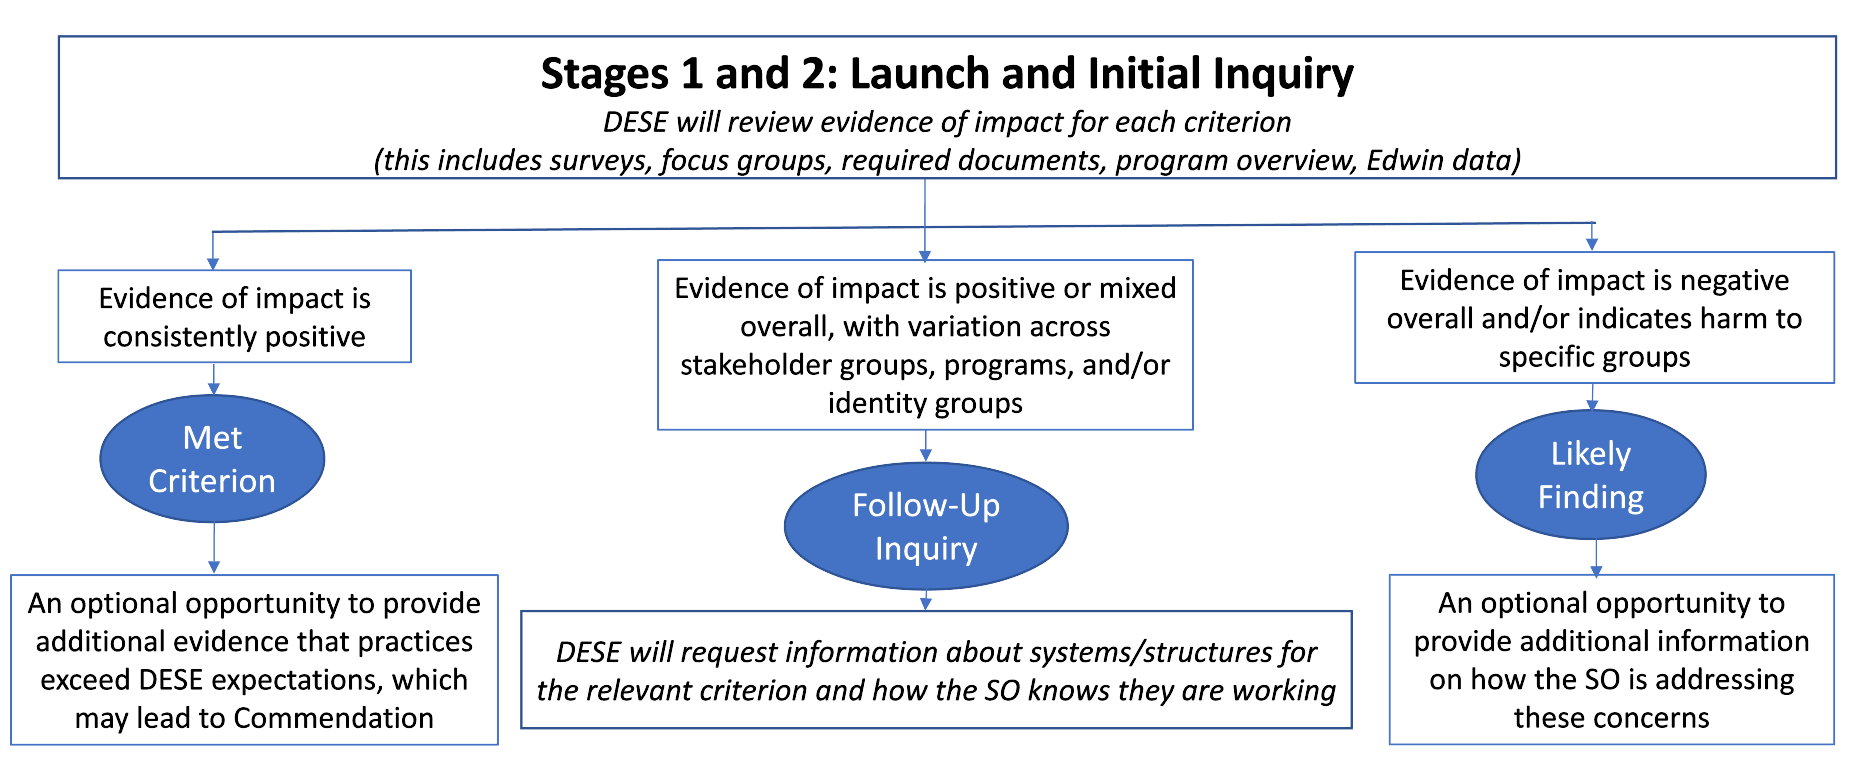 Stages 1 and 2: Launch and Initial Inquiry
DESE will review evidence of impact for each criterion
(this includes surveys, focus groups, required documents, program overview, Edwin data)
Evidence of impact is
consistently positive
Met
Criterion
An optional opportunity to provide
additional evidence that practices
exceed DESE expectations, which
may lead to Commendation
Evidence of impact is positive or mixed
overall, with variation across
stakeholder groups, programs, and/or
identity groups
Follow-Up
Inquiry
DESE will request information about systems/structures for
the relevant criterion and how the SO knows they are working
Evidence of impact is negative
overall and/or indicates harm to
specific groups
Likely
Finding
An optional opportunity to
provide additional information
on how the SO is addressing
these concerns